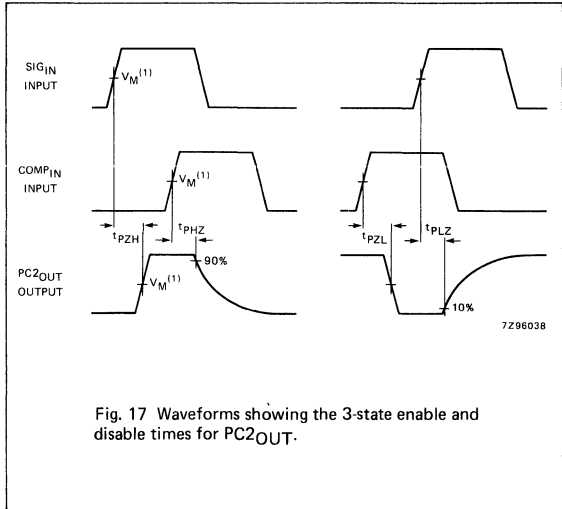 SIG_IN
INPUT
V_M (1)
COMP_IN
INPUT
V_M (1)
t_PZH
t_PHZ
t_PZL
t_PLZ
PC2_OUT
OUTPUT
V_M (1)
90%
10%
7Z96038
Fig. 17 Waveforms showing the 3-state enable and
disable times for PC2_OUT.